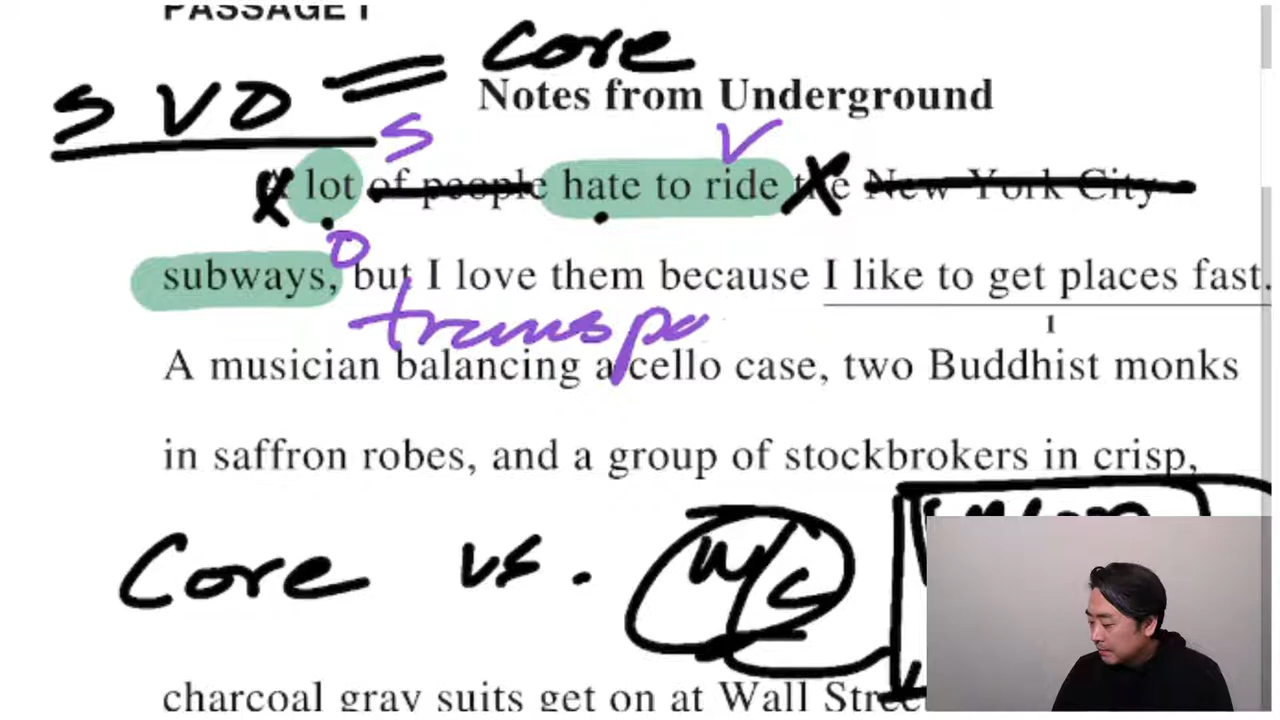 PASSAGE I
SVO = Core
Notes from Underground
S V
lot of people hate to ride the New York City
O
subways, but I love them because I like to get places fast.
transpo
1
A musician balancing a cello case, two Buddhist monks
in saffron robes, and a group of stockbrokers in crisp,
Core vs. W/C
charcoal gray suits get on at Wall